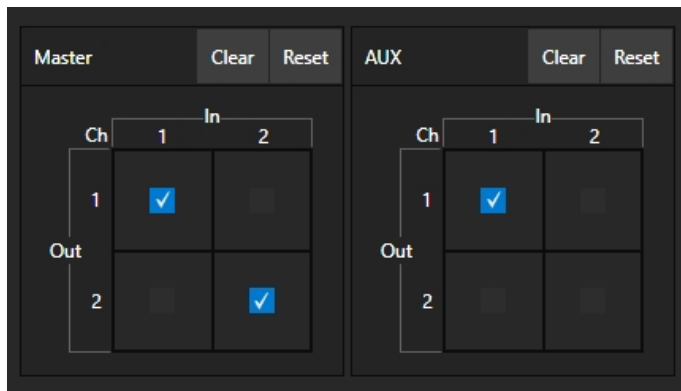 Master Clear Reset
In
Ch 1 2
1
Out
2
AUX Clear Reset
In
Ch 1 2
1
Out
2